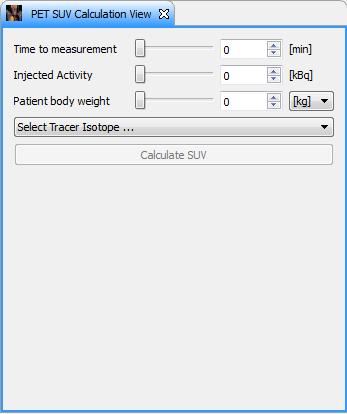 PET SUV Calculation View
Time to measurement 0 [min]
Injected Activity 0 [kBq]
Patient body weight 0 [kg]
Select Tracer Isotope ...
Calculate SUV